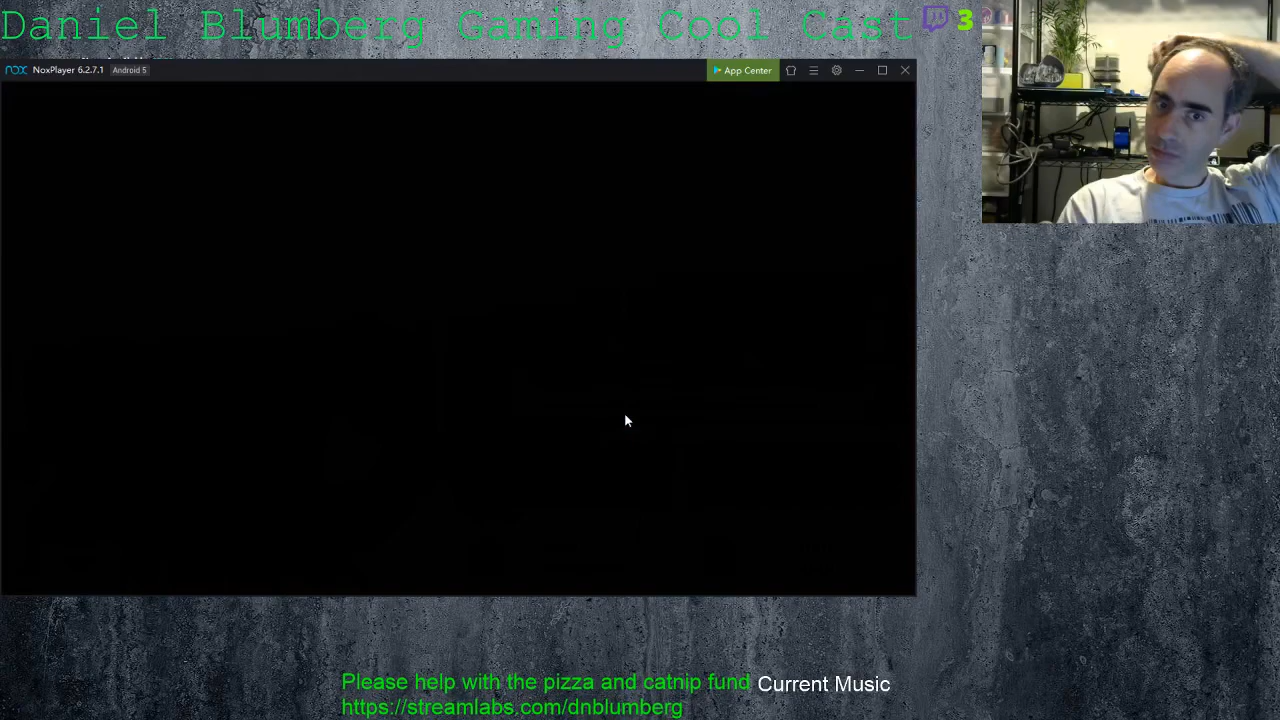 Daniel Blumberg Gaming Cool Cast 3
NoxPlayer 6.2.7.1 Android 5 App Center
Please help with the pizza and catnip fund Current Music
https://streamlabs.com/dnblumberg